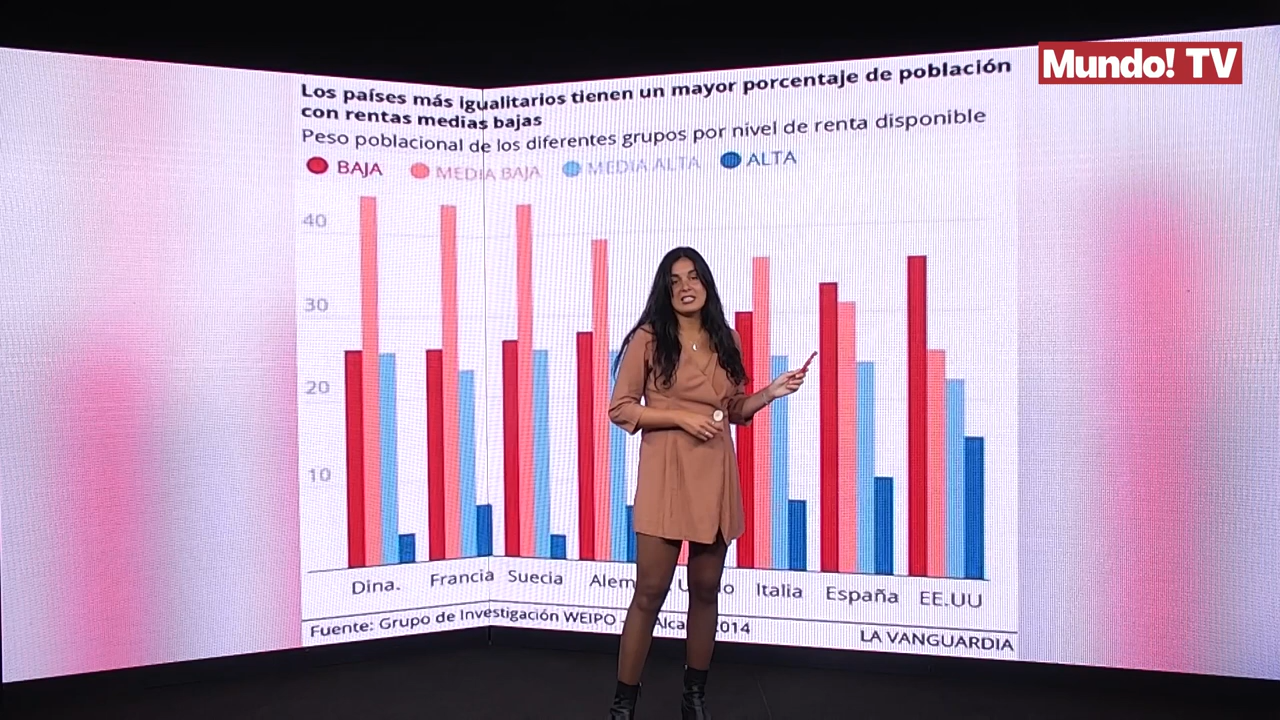 Mundo! TV
Los países más igualitarios tienen un mayor porcentaje de población
con rentas medias bajas
Peso poblacional de los diferentes grupos por nivel de renta disponible
BAJA MEDIA BAJA MEDIA ALTA ALTA
40
30
20
10
Dina. Francia Suecia Alem Italia España EE.UU
Fuente: Grupo de Investigación WEIPO - 2014
LA VANGUARDIA